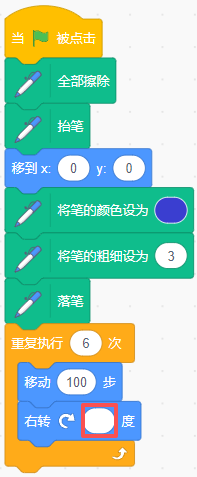 当 被点击
全部擦除
抬笔
移到 x: 0 y: 0
将笔的颜色设为
将笔的粗细设为 3
落笔
重复执行 6 次
移动 100 步
右转 度